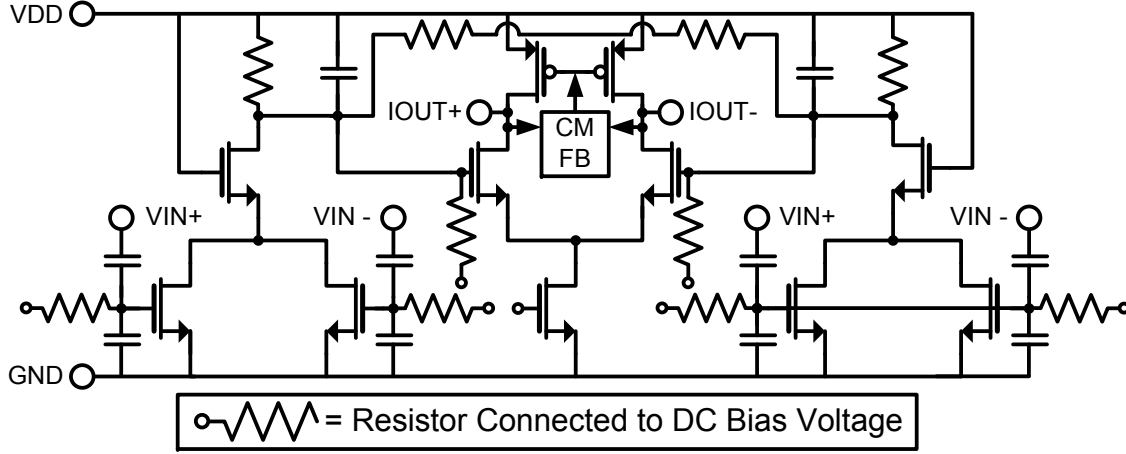 VDD
IOUT+
IOUT-
CM
FB
VIN+
VIN -
VIN+
VIN -
GND
= Resistor Connected to DC Bias Voltage